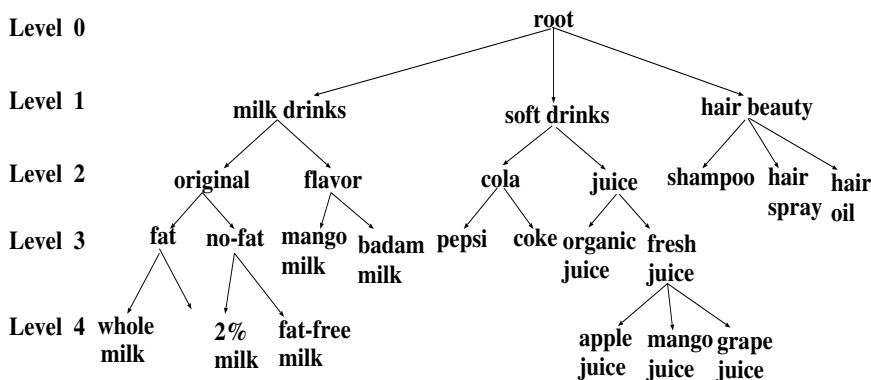 Level 0 root
Level 1 milk drinks soft drinks hair beauty
Level 2 original flavor cola juice shampoo hair spray hair oil
Level 3 fat no-fat mango milk badam milk pepsi coke organic juice fresh juice
Level 4 whole milk 2% milk fat-free milk apple juice mango juice grape juice